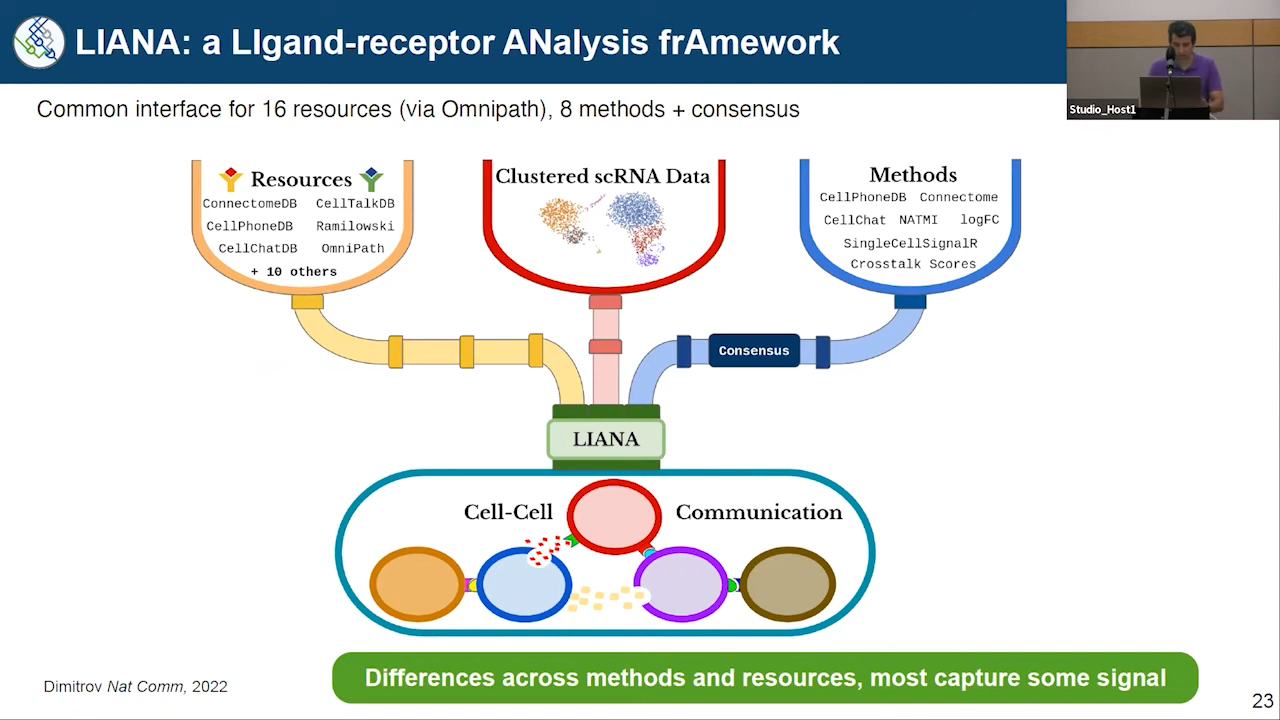 LIANA: a LIgand-receptor ANalysis frAmework
Studio_Host1
Common interface for 16 resources (via Omnipath), 8 methods + consensus
Resources
ConnectomeDB CellTalkDB
CellPhoneDB Ramilowski
CellChatDB OmniPath
+ 10 others
Clustered scRNA Data
Methods
CellPhoneDB Connectome
CellChat NATMI logFC
SingleCellSignalR
Crosstalk Scores
Consensus
LIANA
Cell-Cell Communication
Differences across methods and resources, most capture some signal
Dimitrov Nat Comm, 2022
23